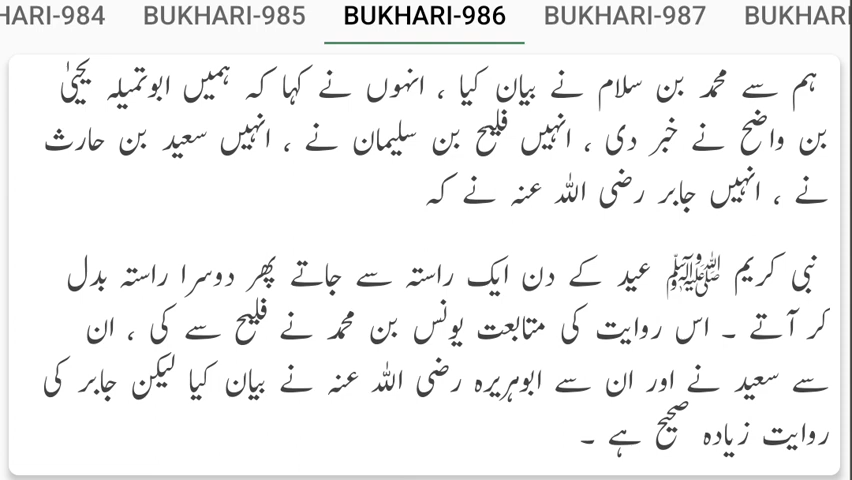 HARI-984 BUKHARI-985 BUKHARI-986 BUKHARI-987 BUKHARI
ہم سے محمد بن سلام نے بیان کیا ، انہوں نے کہا کہ ہمیں ابوتمیلہ یحییٰ
بن واضح نے خبر دی ، انہیں فلیح بن سلیمان نے ، انہیں سعید بن حارث
نے ، انہیں جابر رضی اللہ عنہ نے کہ
نبی کریم ﷺ عید کے دن ایک راستہ سے جاتے پھر دوسرا راستہ بدل
کر آتے ۔ اس روایت کی متابعت یونس بن محمد نے فلیح سے کی ، ان
سے سعید نے اور ان سے ابوہریرہ رضی اللہ عنہ نے بیان کیا لیکن جابر کی
روایت زیادہ صحیح ہے ۔